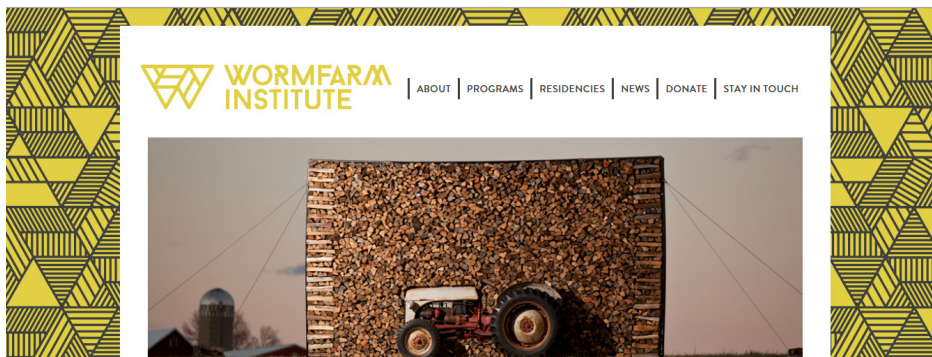 WORMFARM
INSTITUTE
ABOUT
PROGRAMS
RESIDENCIES
NEWS
DONATE
STAY IN TOUCH